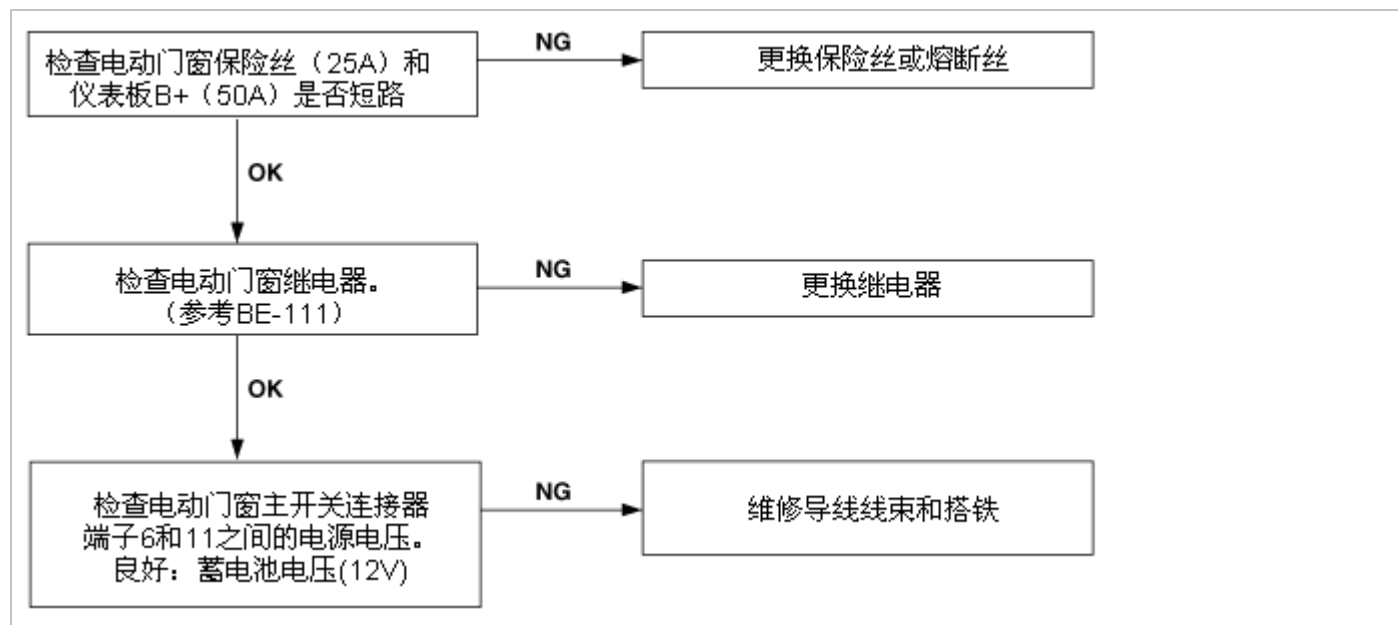 检查电动门窗保险丝（25A）和
仪表板B+（50A）是否短路
NG
更换保险丝或熔断丝
OK
检查电动门窗继电器。
（参考BE-111）
NG
更换继电器
OK
检查电动门窗主开关连接器
端子6和11之间的电源电压。
良好：蓄电池电压(12V)
NG
维修导线线束和搭铁